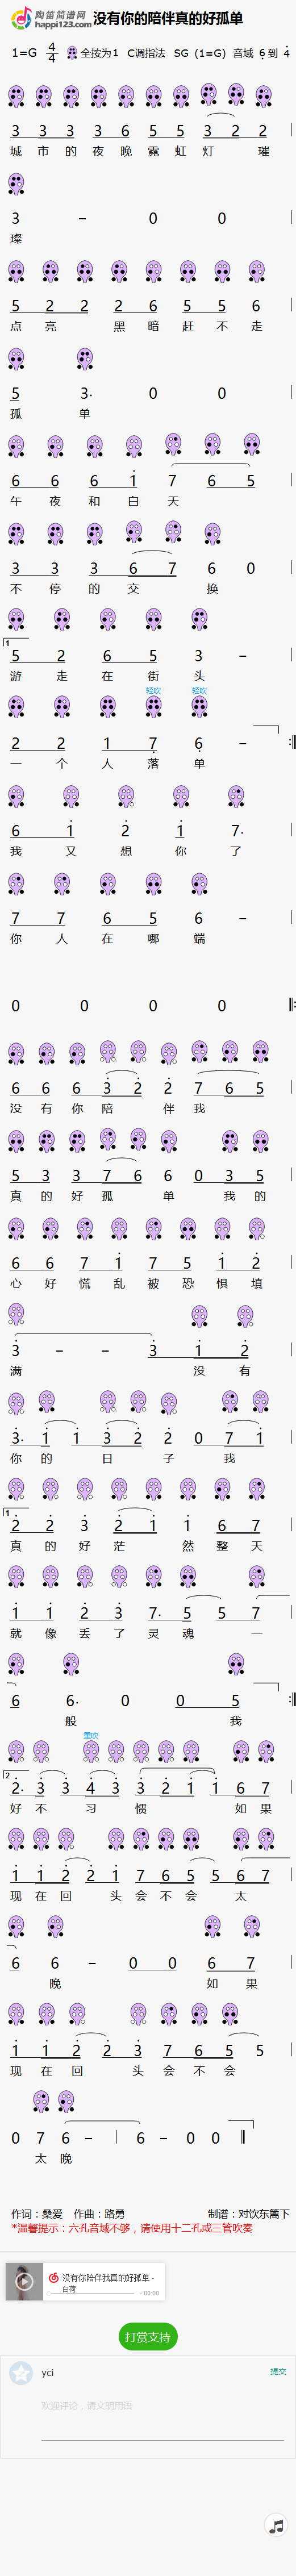 陶笛简谱网
happi123.com
没有你的陪伴真的好孤单
1=G 4/4 全按为1 C调指法 SG (1=G) 音域 6 到 4
3 3 3 3 6 5 5 3 2 2
城 市 的 夜 晚 霓 虹 灯 璀
3 - 0 0
璨
5 2 2 2 6 5 5 6
点 亮 黑 暗 赶 不 走
5 3· 0 0
孤 单
6 6 6 1 7 6 5
午 夜 和 白 天
3 3 3 6 7 6 0
不 停 的 交 换
1
5 2 6 5 3 -
游 走 在 街 头
轻吹 轻吹
2 2 1 7 6 -
一 个 人 落 单
6 1 2 1 7·
我 又 想 你 了
7 7 6 5 6 -
你 人 在 哪 端
0 0 0 0
6 6 6 3 2 2 7 6 5
没 有 你 陪 伴 我
5 3 3 7 6 6 0 3 5
真 的 好 孤 单 我 的
6 6 7 1 7 5 1 2
心 好 慌 乱 被 恐 惧 填
3 - - 3 1 2
满 没 有
3· 1 1 3 2 2 0 7 1
你 的 日 子 我
1
2 2 3 2 1 1 6 7
真 的 好 茫 然 整 天
1 1 2 3 7· 5 5 7
就 像 丢 了 灵 魂 一
6 6· 0 0 5
般 我
重吹
2
2· 3 3 4 3 3 2 1 1 6 7
好 不 习 惯 如 果
1 1 2 2 1 7 6 5 5 6 7
现 在 回 头 会 不 会 太
6 6 - 0 0 6 7
晚 如 果
1 1 2 2 3 7 6 5 5
现 在 回 头 会 不 会
0 7 6 - 6 - 0 0
太 晚
作词：桑爱 作曲：路勇 制谱：对饮东篱下
*温馨提示：六孔音域不够，请使用十二孔或三管吹奏
没有你陪伴我真的好孤单 -
白荷
- 00:00
打赏支持
yci 提交
欢迎评论，请文明用语